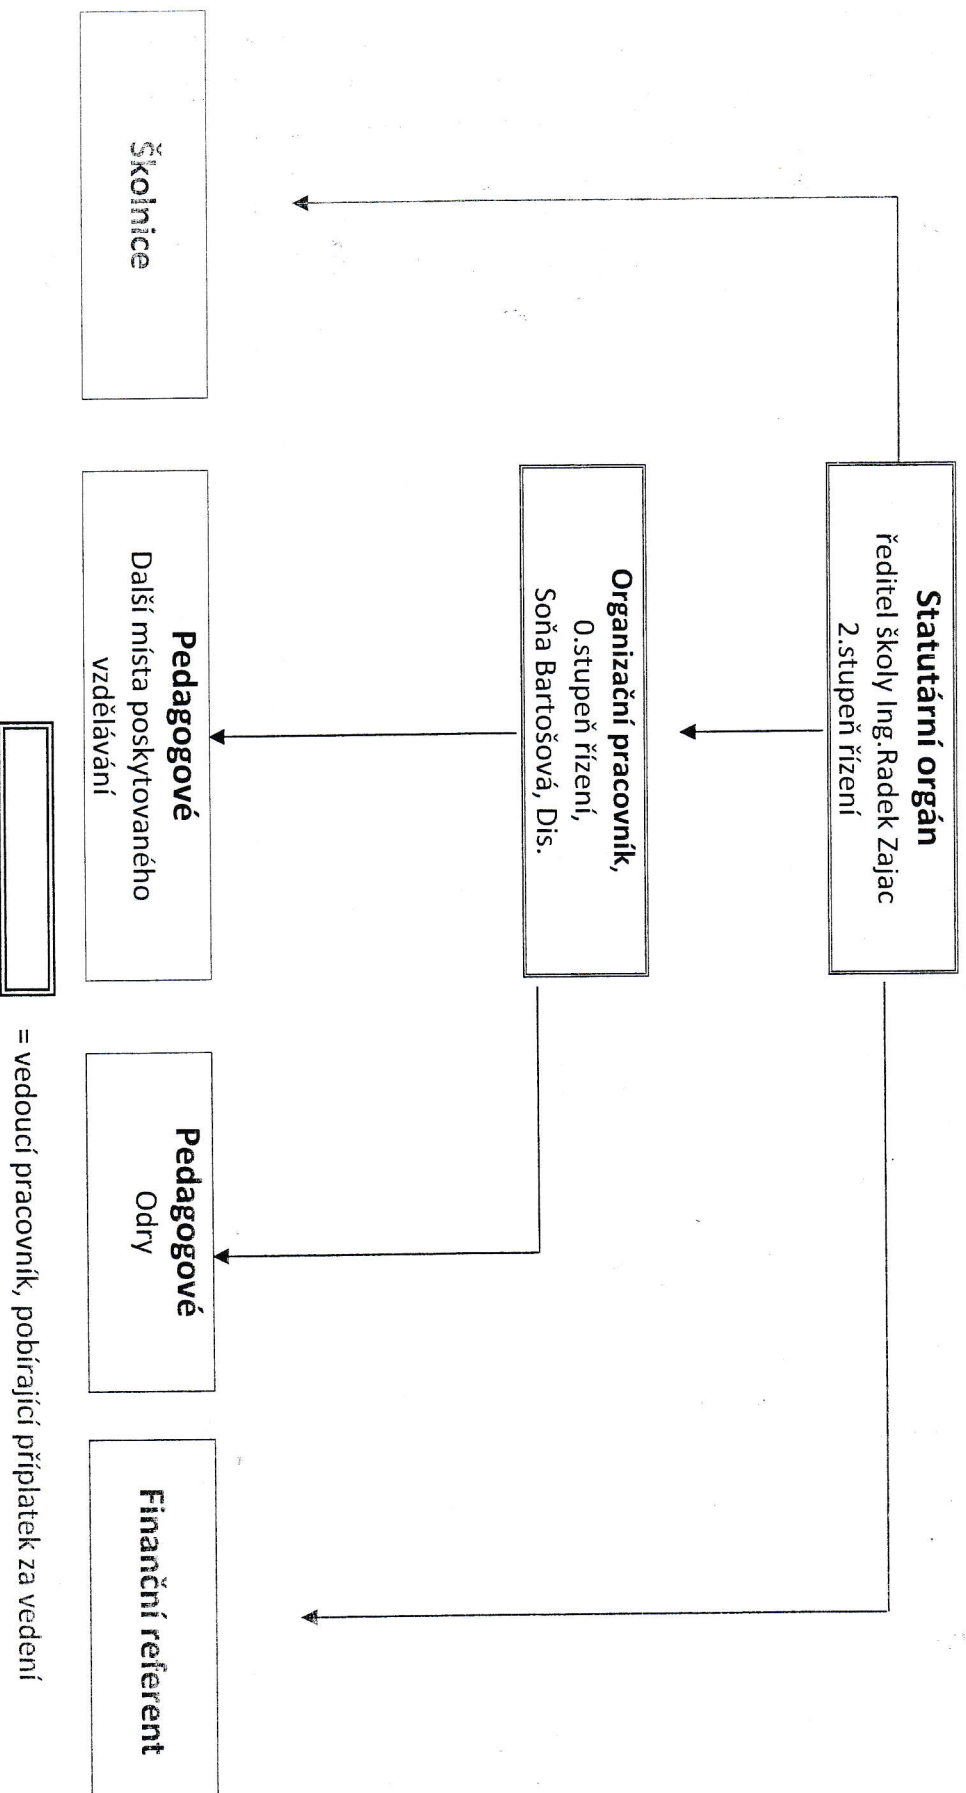 Statutární orgán
ředitel školy Ing.Radek Zajac
2.stupeň řízení
Organizační pracovník,
0.stupeň řízení,
Soňa Bartošová, Dis.
Školnice
Pedagogové
Další místa poskytovaného
vzdělávání
Pedagogové
Odry
Finanční referent
= vedoucí pracovník, pobírající příplatek za vedení